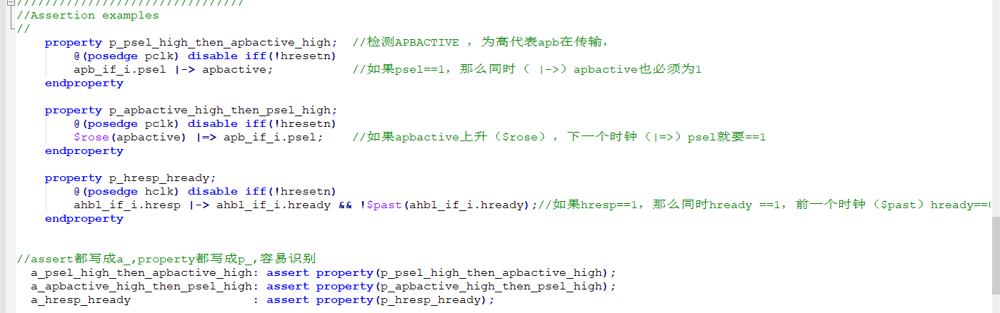 //////////////////////////////////
//Assertion examples
//
property p_psel_high_then_apbactive_high; //检测APBACTIVE ，为高代表apb在传输，
@(posedge pclk) disable iff(!hresetn)
apb_if_i.psel |-> apbactive; //如果psel==1，那么同时（ |->）apbactive也必须为1
endproperty
property p_apbactive_high_then_psel_high;
@(posedge pclk) disable iff(!hresetn)
$rose(apbactive) |=> apb_if_i.psel; //如果apbactive上升（$rose），下一个时钟（|=>）psel就要==1
endproperty
property p_hresp_hready;
@(posedge hclk) disable iff(!hresetn)
ahbl_if_i.hresp |-> ahbl_if_i.hready && !$past(ahbl_if_i.hready);//如果hresp==1，那么同时hready ==1，前一个时钟（$past）hready==
endproperty
//assert都写成a_,property都写成p_,容易识别
a_psel_high_then_apbactive_high: assert property(p_psel_high_then_apbactive_high);
a_apbactive_high_then_psel_high: assert property(p_apbactive_high_then_psel_high);
a_hresp_hready : assert property(p_hresp_hready);